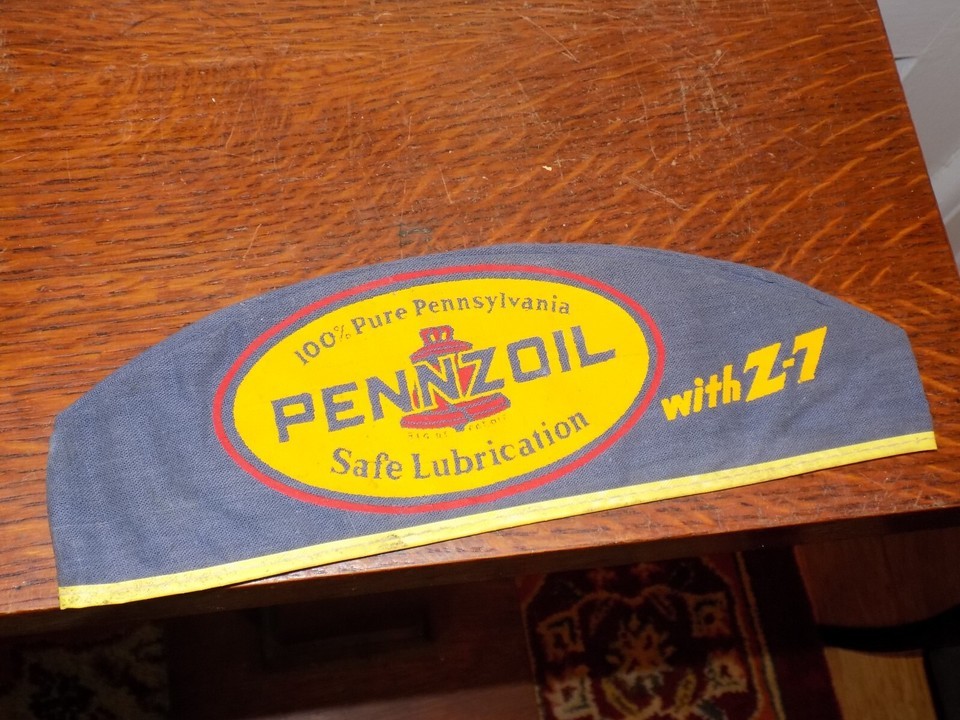 100% Pure Pennsylvania
PENNZOIL
Safe Lubrication
with Z-7